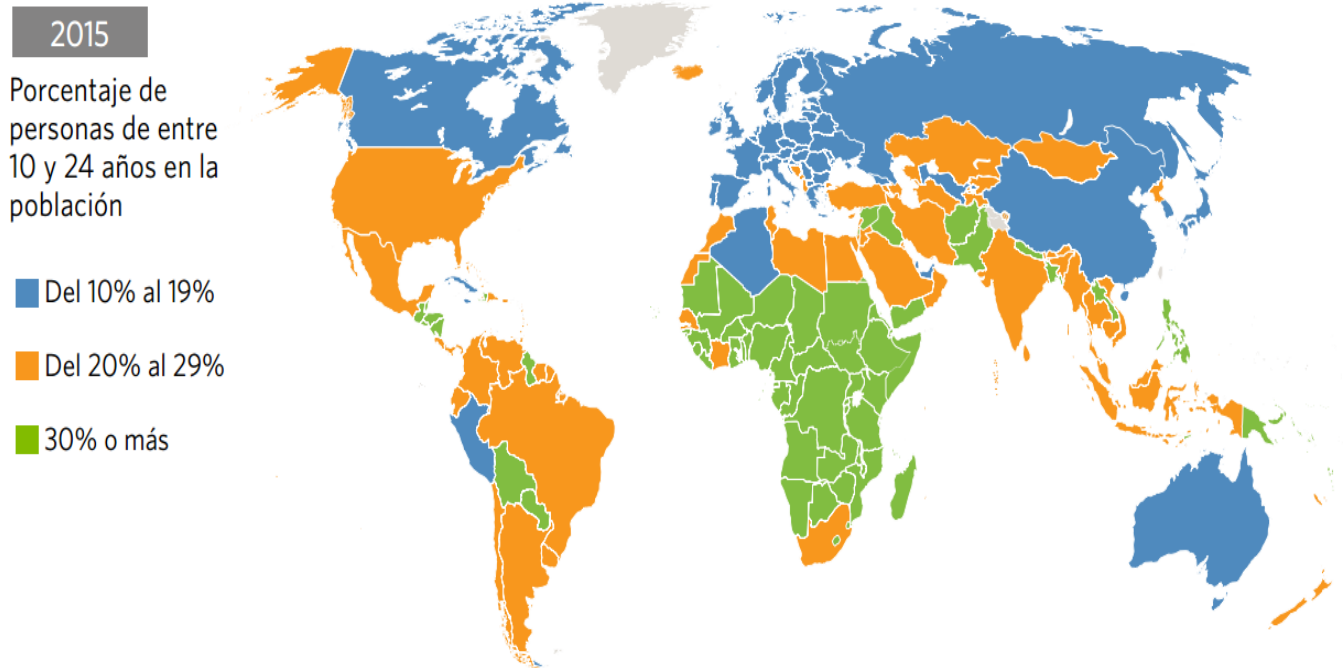 2015
Porcentaje de
personas de entre
10 y 24 años en la
población
Del 10% al 19%
Del 20% al 29%
30% o más